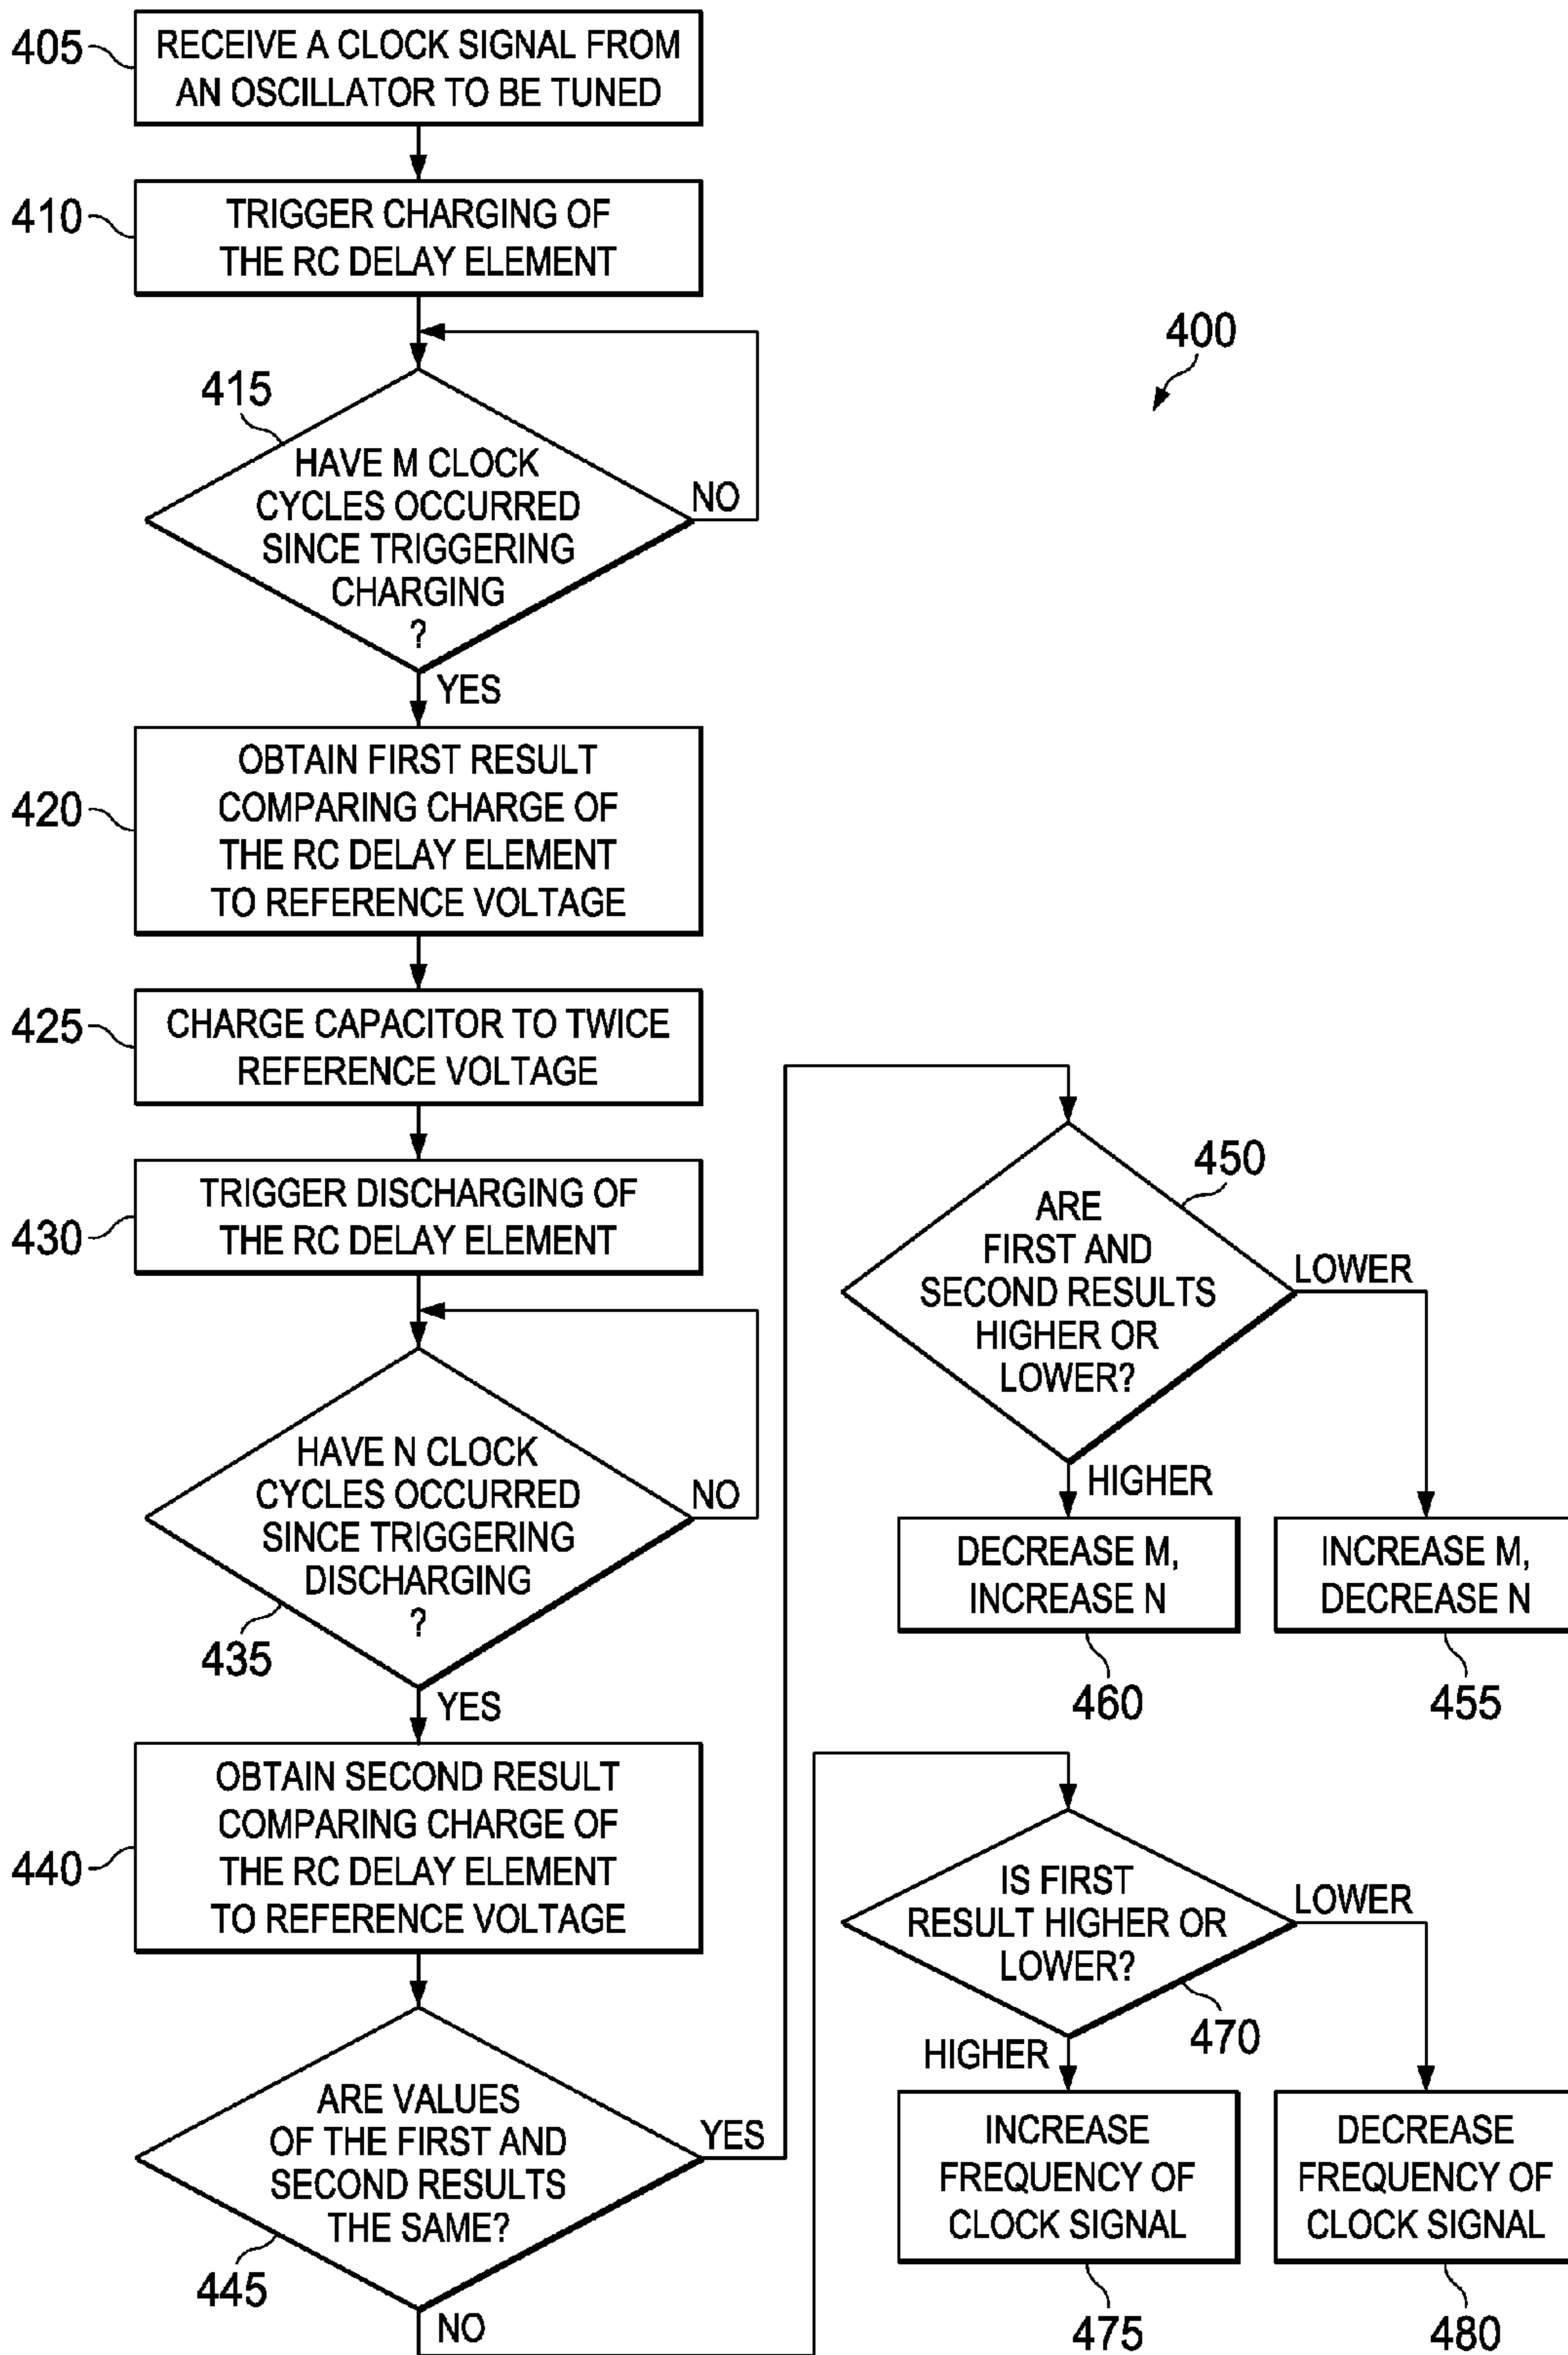 405
RECEIVE A CLOCK SIGNAL FROM
AN OSCILLATOR TO BE TUNED
410
TRIGGER CHARGING OF
THE RC DELAY ELEMENT
400
415
HAVE M CLOCK
CYCLES OCCURRED
SINCE TRIGGERING
CHARGING
?
NO
YES
420
OBTAIN FIRST RESULT
COMPARING CHARGE OF
THE RC DELAY ELEMENT
TO REFERENCE VOLTAGE
425
CHARGE CAPACITOR TO TWICE
REFERENCE VOLTAGE
430
TRIGGER DISCHARGING OF
THE RC DELAY ELEMENT
HAVE N CLOCK
CYCLES OCCURRED
SINCE TRIGGERING
DISCHARGING
?
NO
435
YES
440
OBTAIN SECOND RESULT
COMPARING CHARGE OF
THE RC DELAY ELEMENT
TO REFERENCE VOLTAGE
ARE VALUES
OF THE FIRST AND
SECOND RESULTS
THE SAME?
YES
445
NO
450
ARE
FIRST AND
SECOND RESULTS
HIGHER OR
LOWER?
LOWER
HIGHER
DECREASE M,
INCREASE N
460
INCREASE M,
DECREASE N
455
IS FIRST
RESULT HIGHER OR
LOWER?
LOWER
470
HIGHER
INCREASE
FREQUENCY OF
CLOCK SIGNAL
475
DECREASE
FREQUENCY OF
CLOCK SIGNAL
480